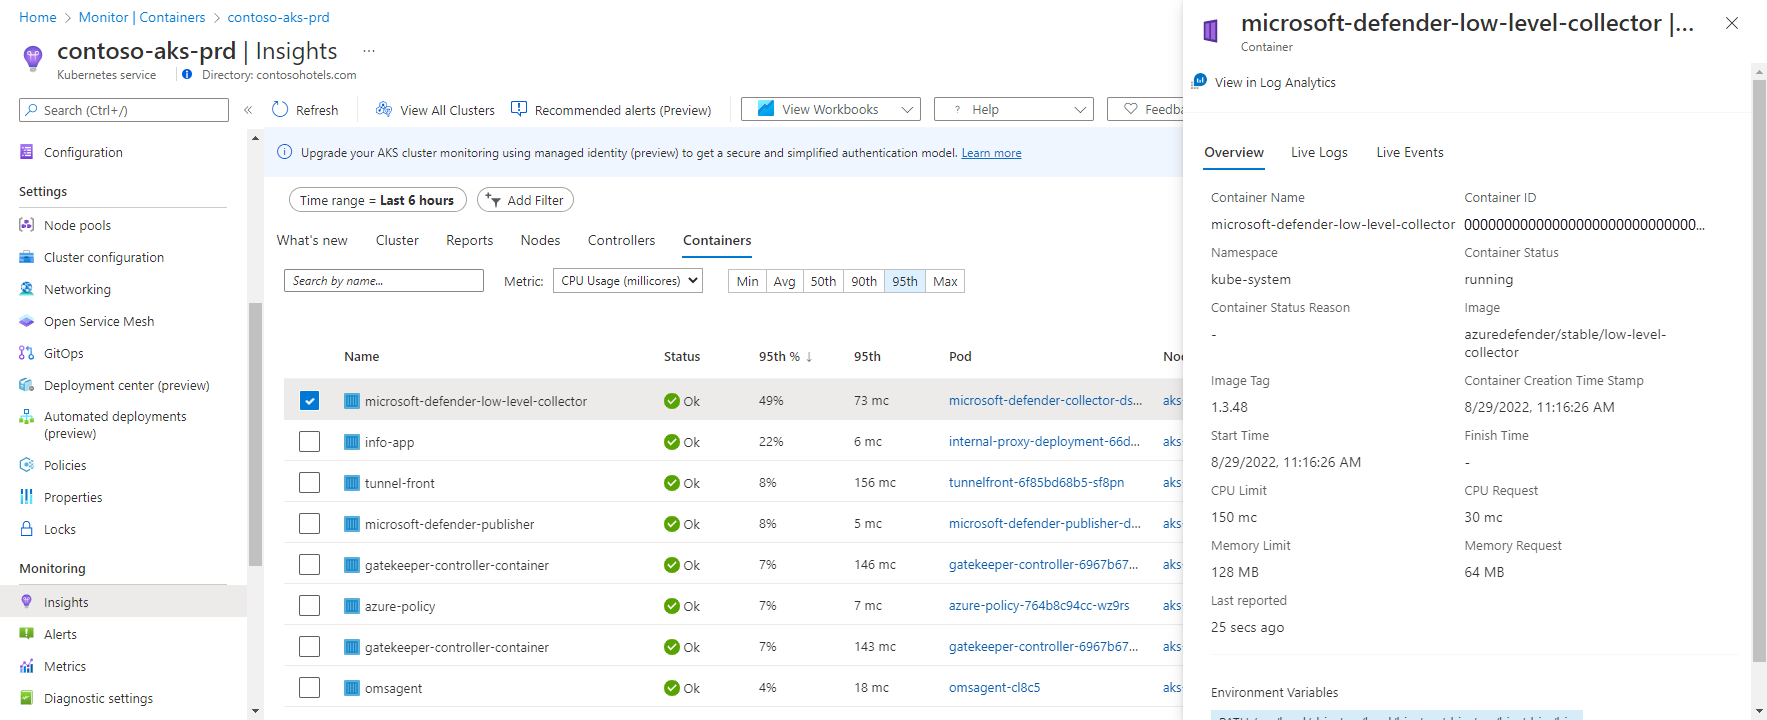 Home > Monitor | Containers > contoso-aks-prd
contoso-aks-prd | Insights ...
Kubernetes service
Directory: contosohotels.com
Search (Ctrl+/)
«
Refresh
View All Clusters
Recommended alerts (Preview)
View Workbooks
? Help
Feedba
Configuration
Settings
Node pools
Cluster configuration
Networking
Open Service Mesh
GitOps
Deployment center (preview)
Automated deployments
(preview)
Policies
Properties
Locks
Monitoring
Insights
Alerts
Metrics
Diagnostic settings
Upgrade your AKS cluster monitoring using managed identity (preview) to get a secure and simplified authentication model. Learn more
Time range = Last 6 hours
Add Filter
What's new Cluster Reports Nodes Controllers Containers
Search by name...
Metric: CPU Usage (millicores)
Min Avg 50th 90th 95th Max
Name Status 95th % ↓ 95th Pod Noc
microsoft-defender-low-level-collector Ok 49% 73 mc microsoft-defender-collector-ds... aks-
info-app Ok 22% 6 mc internal-proxy-deployment-66d... aks-
tunnel-front Ok 8% 156 mc tunnelfront-6f85bd68b5-sf8pn aks-
microsoft-defender-publisher Ok 8% 5 mc microsoft-defender-publisher-d... aks-
gatekeeper-controller-container Ok 7% 146 mc gatekeeper-controller-6967b67... aks-
azure-policy Ok 7% 7 mc azure-policy-764b8c94cc-wz9rs aks-
gatekeeper-controller-container Ok 7% 143 mc gatekeeper-controller-6967b67... aks-
omsagent Ok 4% 18 mc omsagent-cl8c5 aks-
microsoft-defender-low-level-collector |...
Container
View in Log Analytics
Overview Live Logs Live Events
Container Name
microsoft-defender-low-level-collector
Container ID
00000000000000000000000000000...
Namespace
kube-system
Container Status
running
Container Status Reason
-
Image
azuredefender/stable/low-level-
collector
Image Tag
1.3.48
Container Creation Time Stamp
8/29/2022, 11:16:26 AM
Start Time
8/29/2022, 11:16:26 AM
Finish Time
-
CPU Limit
150 mc
CPU Request
30 mc
Memory Limit
128 MB
Memory Request
64 MB
Last reported
25 secs ago
Environment Variables